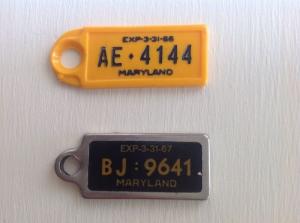 EXP-3-31-66
AE·4144
MARYLAND
EXP-3-31-67
BJ:9641
MARYLAND